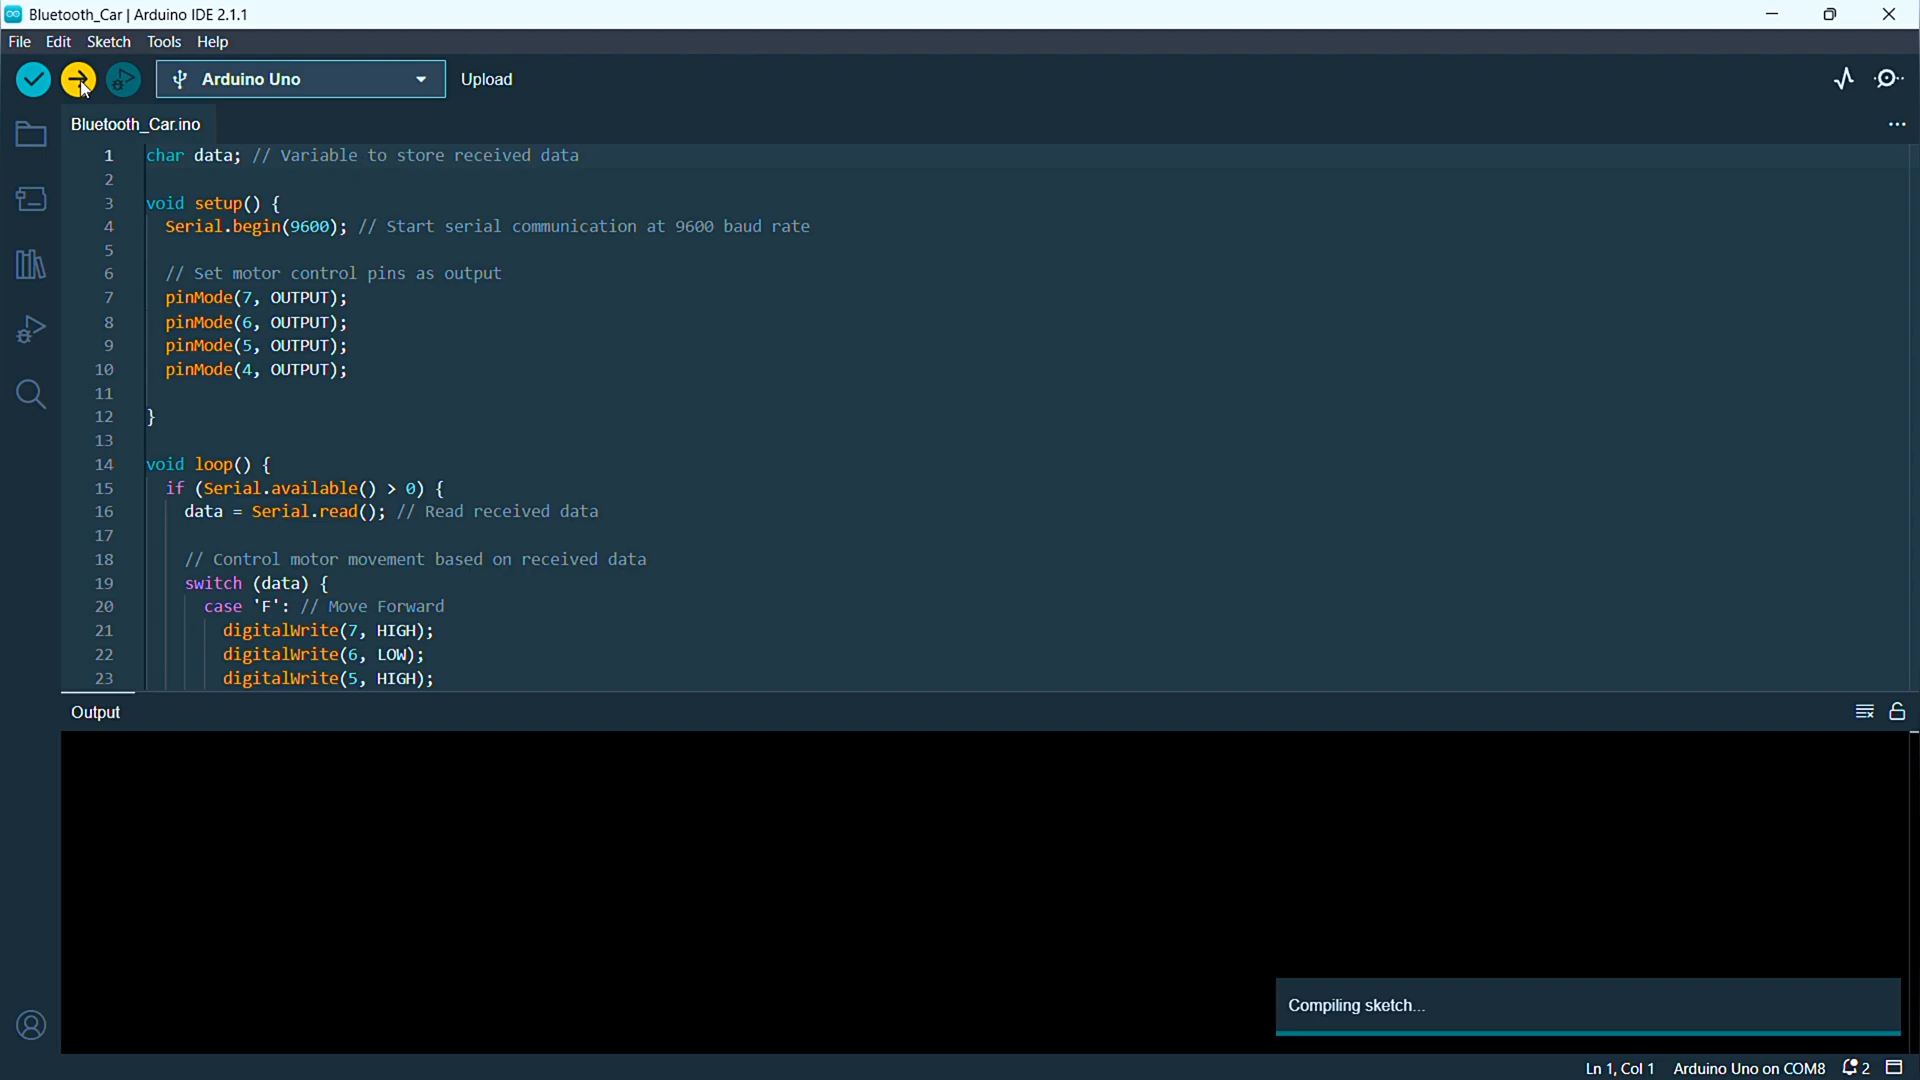 Bluetooth_Car | Arduino IDE 2.1.1
File Edit Sketch Tools Help
Arduino Uno Upload
Bluetooth_Car.ino
1 char data; // Variable to store received data
2
3 void setup() {
4 Serial.begin(9600); // Start serial communication at 9600 baud rate
5
6 // Set motor control pins as output
7 pinMode(7, OUTPUT);
8 pinMode(6, OUTPUT);
9 pinMode(5, OUTPUT);
10 pinMode(4, OUTPUT);
11
12 }
13
14 void loop() {
15 if (Serial.available() > 0) {
16 data = Serial.read(); // Read received data
17
18 // Control motor movement based on received data
19 switch (data) {
20 case 'F': // Move Forward
21 digitalWrite(7, HIGH);
22 digitalWrite(6, LOW);
23 digitalWrite(5, HIGH);
Output
Compiling sketch...
Ln 1, Col 1 Arduino Uno on COM8 2